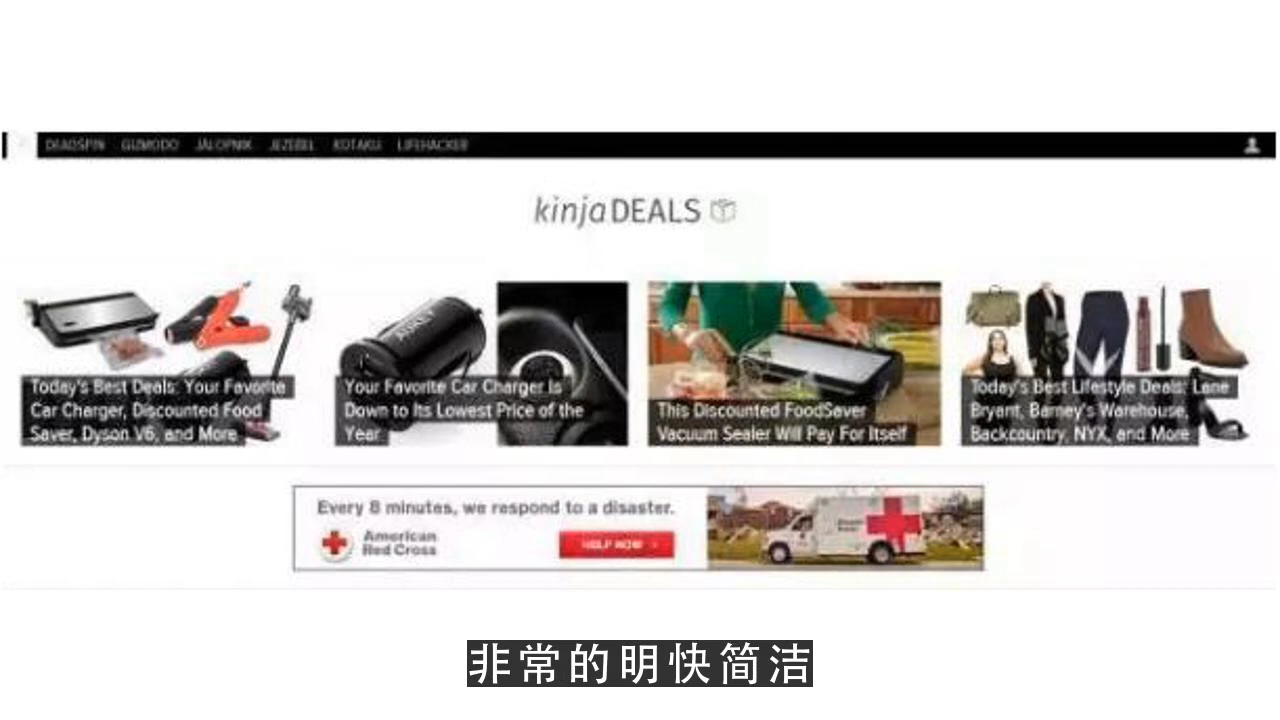 DEADSPIN GIZMODO JALOPNIK JEZEBEL KOTAKU LIFEHACKER
kinja DEALS
Today's Best Deals: Your Favorite
Car Charger, Discounted Food
Saver, Dyson V6, and More
Your Favorite Car Charger Is
Down to Its Lowest Price of the
Year
This Discounted FoodSaver
Vacuum Sealer Will Pay For Itself
Today's Best Lifestyle Deals: Lane
Bryant, Barney's Warehouse,
Backcountry, NYX, and More
Every 8 minutes, we respond to a disaster.
American
Red Cross
HELP NOW
非常的明快简洁